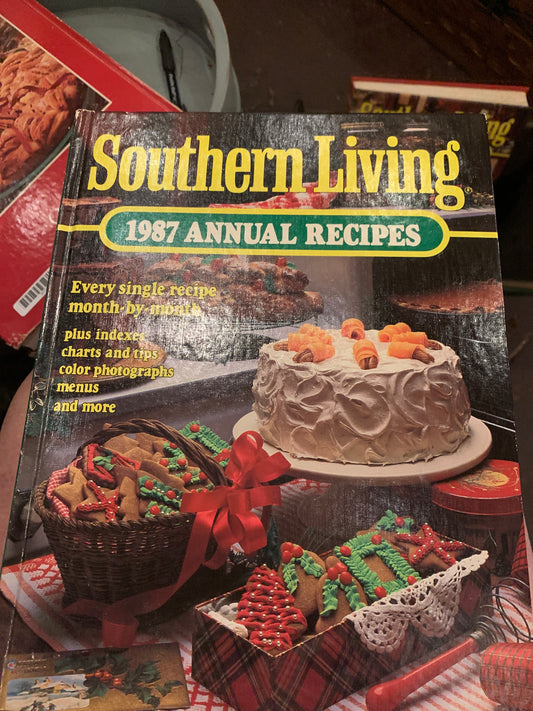 Southern Living®
1987 ANNUAL RECIPES
Every single recipe
month-by-month
plus indexes
charts and tips
color photographs
menus
and more